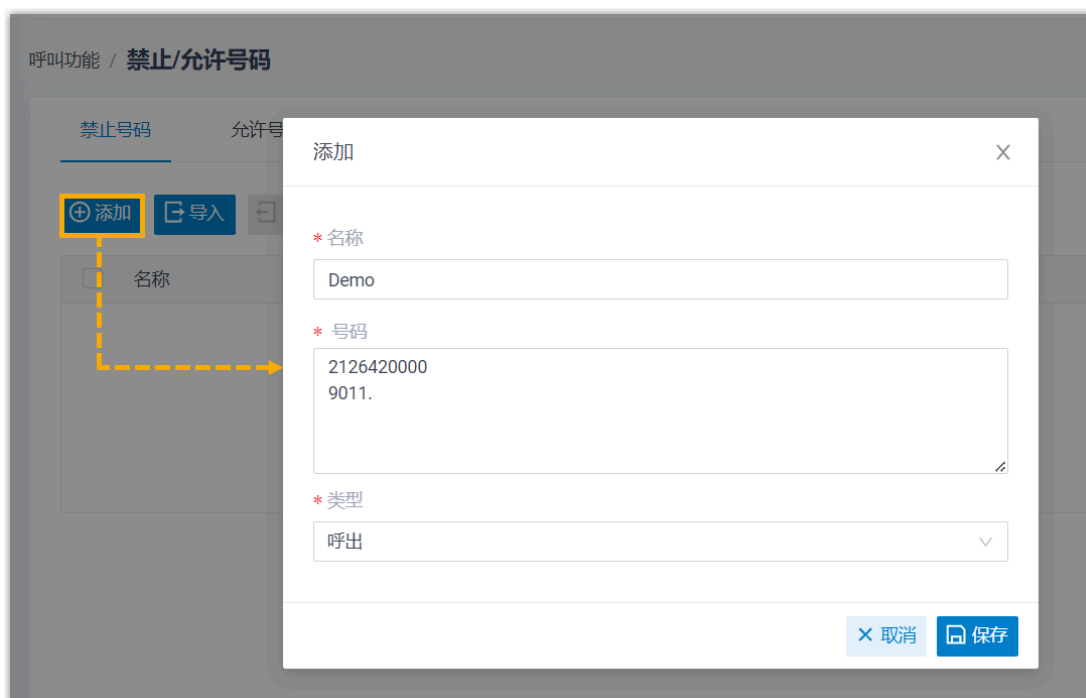 呼叫功能 / 禁止/允许号码
禁止号码 允许号
添加 导入
名称
添加
* 名称
Demo
* 号码
2126420000
9011.
* 类型
呼出
取消 保存